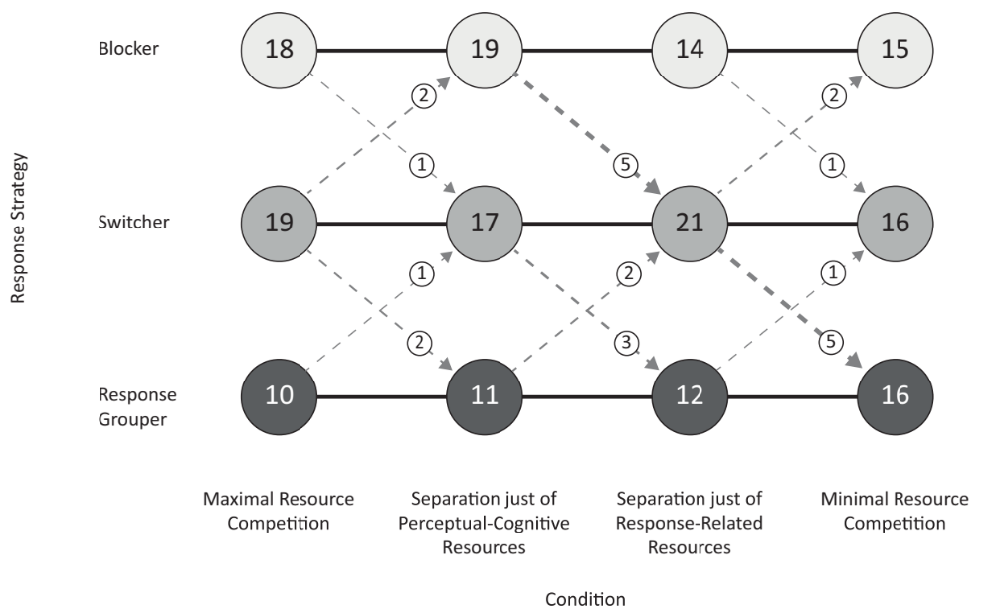 Blocker
18
19
14
15
2
2
1
5
1
Response Strategy
Switcher
19
17
21
16
1
2
1
2
3
5
Response
Grouper
10
11
12
16
Maximal Resource
Competition
Separation just of
Perceptual-Cognitive
Resources
Separation just of
Response-Related
Resources
Minimal Resource
Competition
Condition